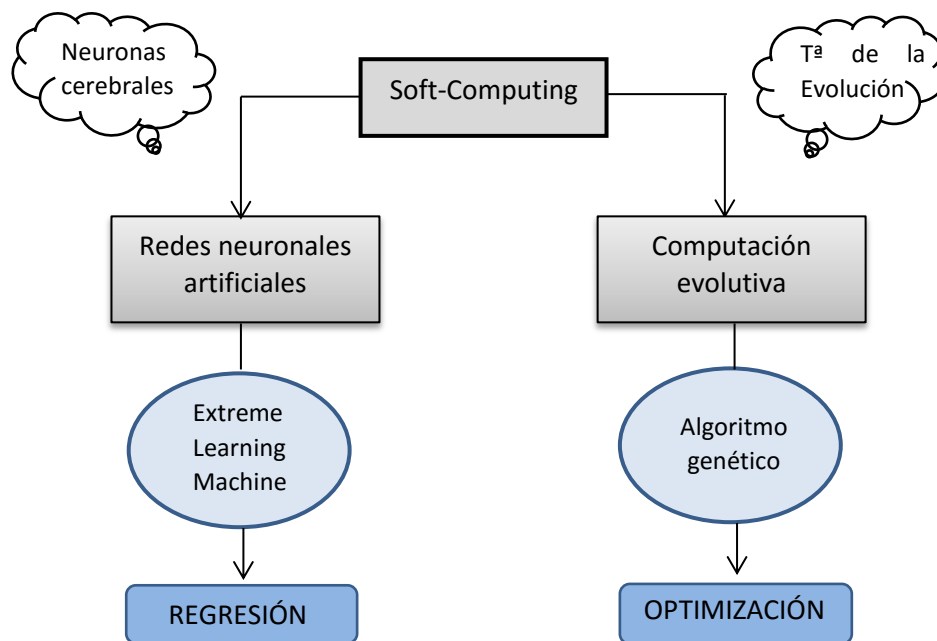 Neuronas
cerebrales
Tª de la
Evolución
Soft-Computing
Redes neuronales
artificiales
Computación
evolutiva
Extreme
Learning
Machine
Algoritmo
genético
REGRESIÓN
OPTIMIZACIÓN